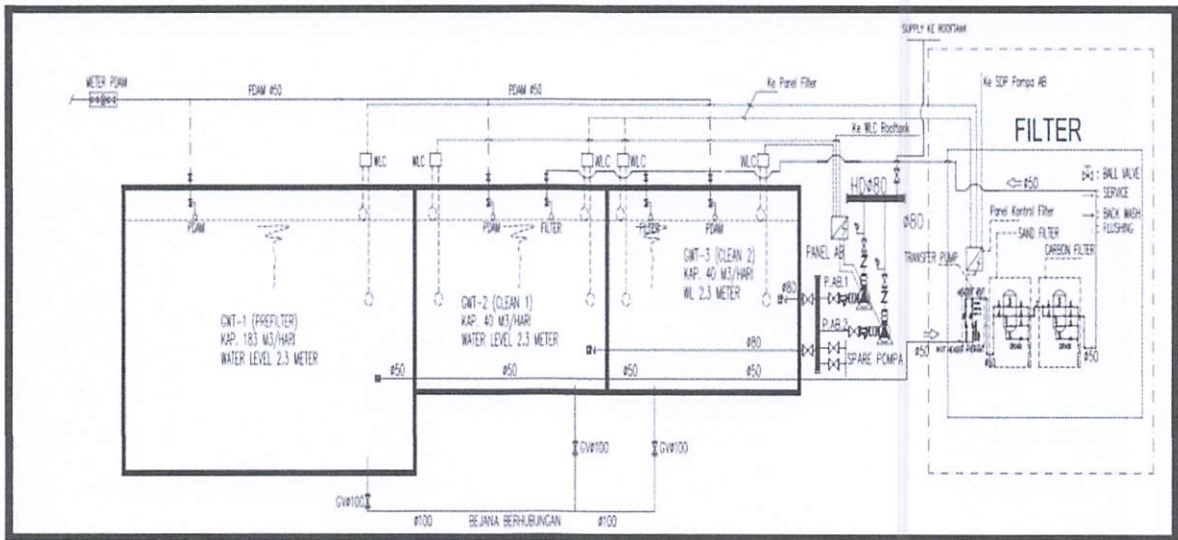 SUPPLY KE ROOFTANK
METER PDAM
PDAM Ø50
PDAM Ø50
Ke Panel Filter
Ke SDP Pompa AB
Ke WLC Rooftank
FILTER
WLC
WLC
WLC
WLC
WLC
HDØ80
Ø50
: BALL VALVE
: SERVICE
: BACK WASH
: FLUSHING
PDAM
PDAM
FILTER
FILTER
PDAM
Ø80
Panel Kontrol Filter
SAND FILTER
CARBON FILTER
PANEL AB
TRANSFER PUMP
GWT-1 (PREFILTER)
KAP. 183 M3/HARI
WATER LEVEL 2.3 METER
GWT-2 (CLEAN 1)
KAP. 40 M3/HARI
WATER LEVEL 2.3 METER
GWT-3 (CLEAN 2)
KAP. 40 M3/HARI
WL 2.3 METER
Ø80
P.AB.1
P.AB.2
Ø80
SPARE POMPA
Ø50
DRAIN
DRAIN
Ø50
Ø50
Ø50
Ø50
Ø50
GVØ100
GVØ100
GVØ100
Ø100
BEJANA BERHUBUNGAN
Ø100